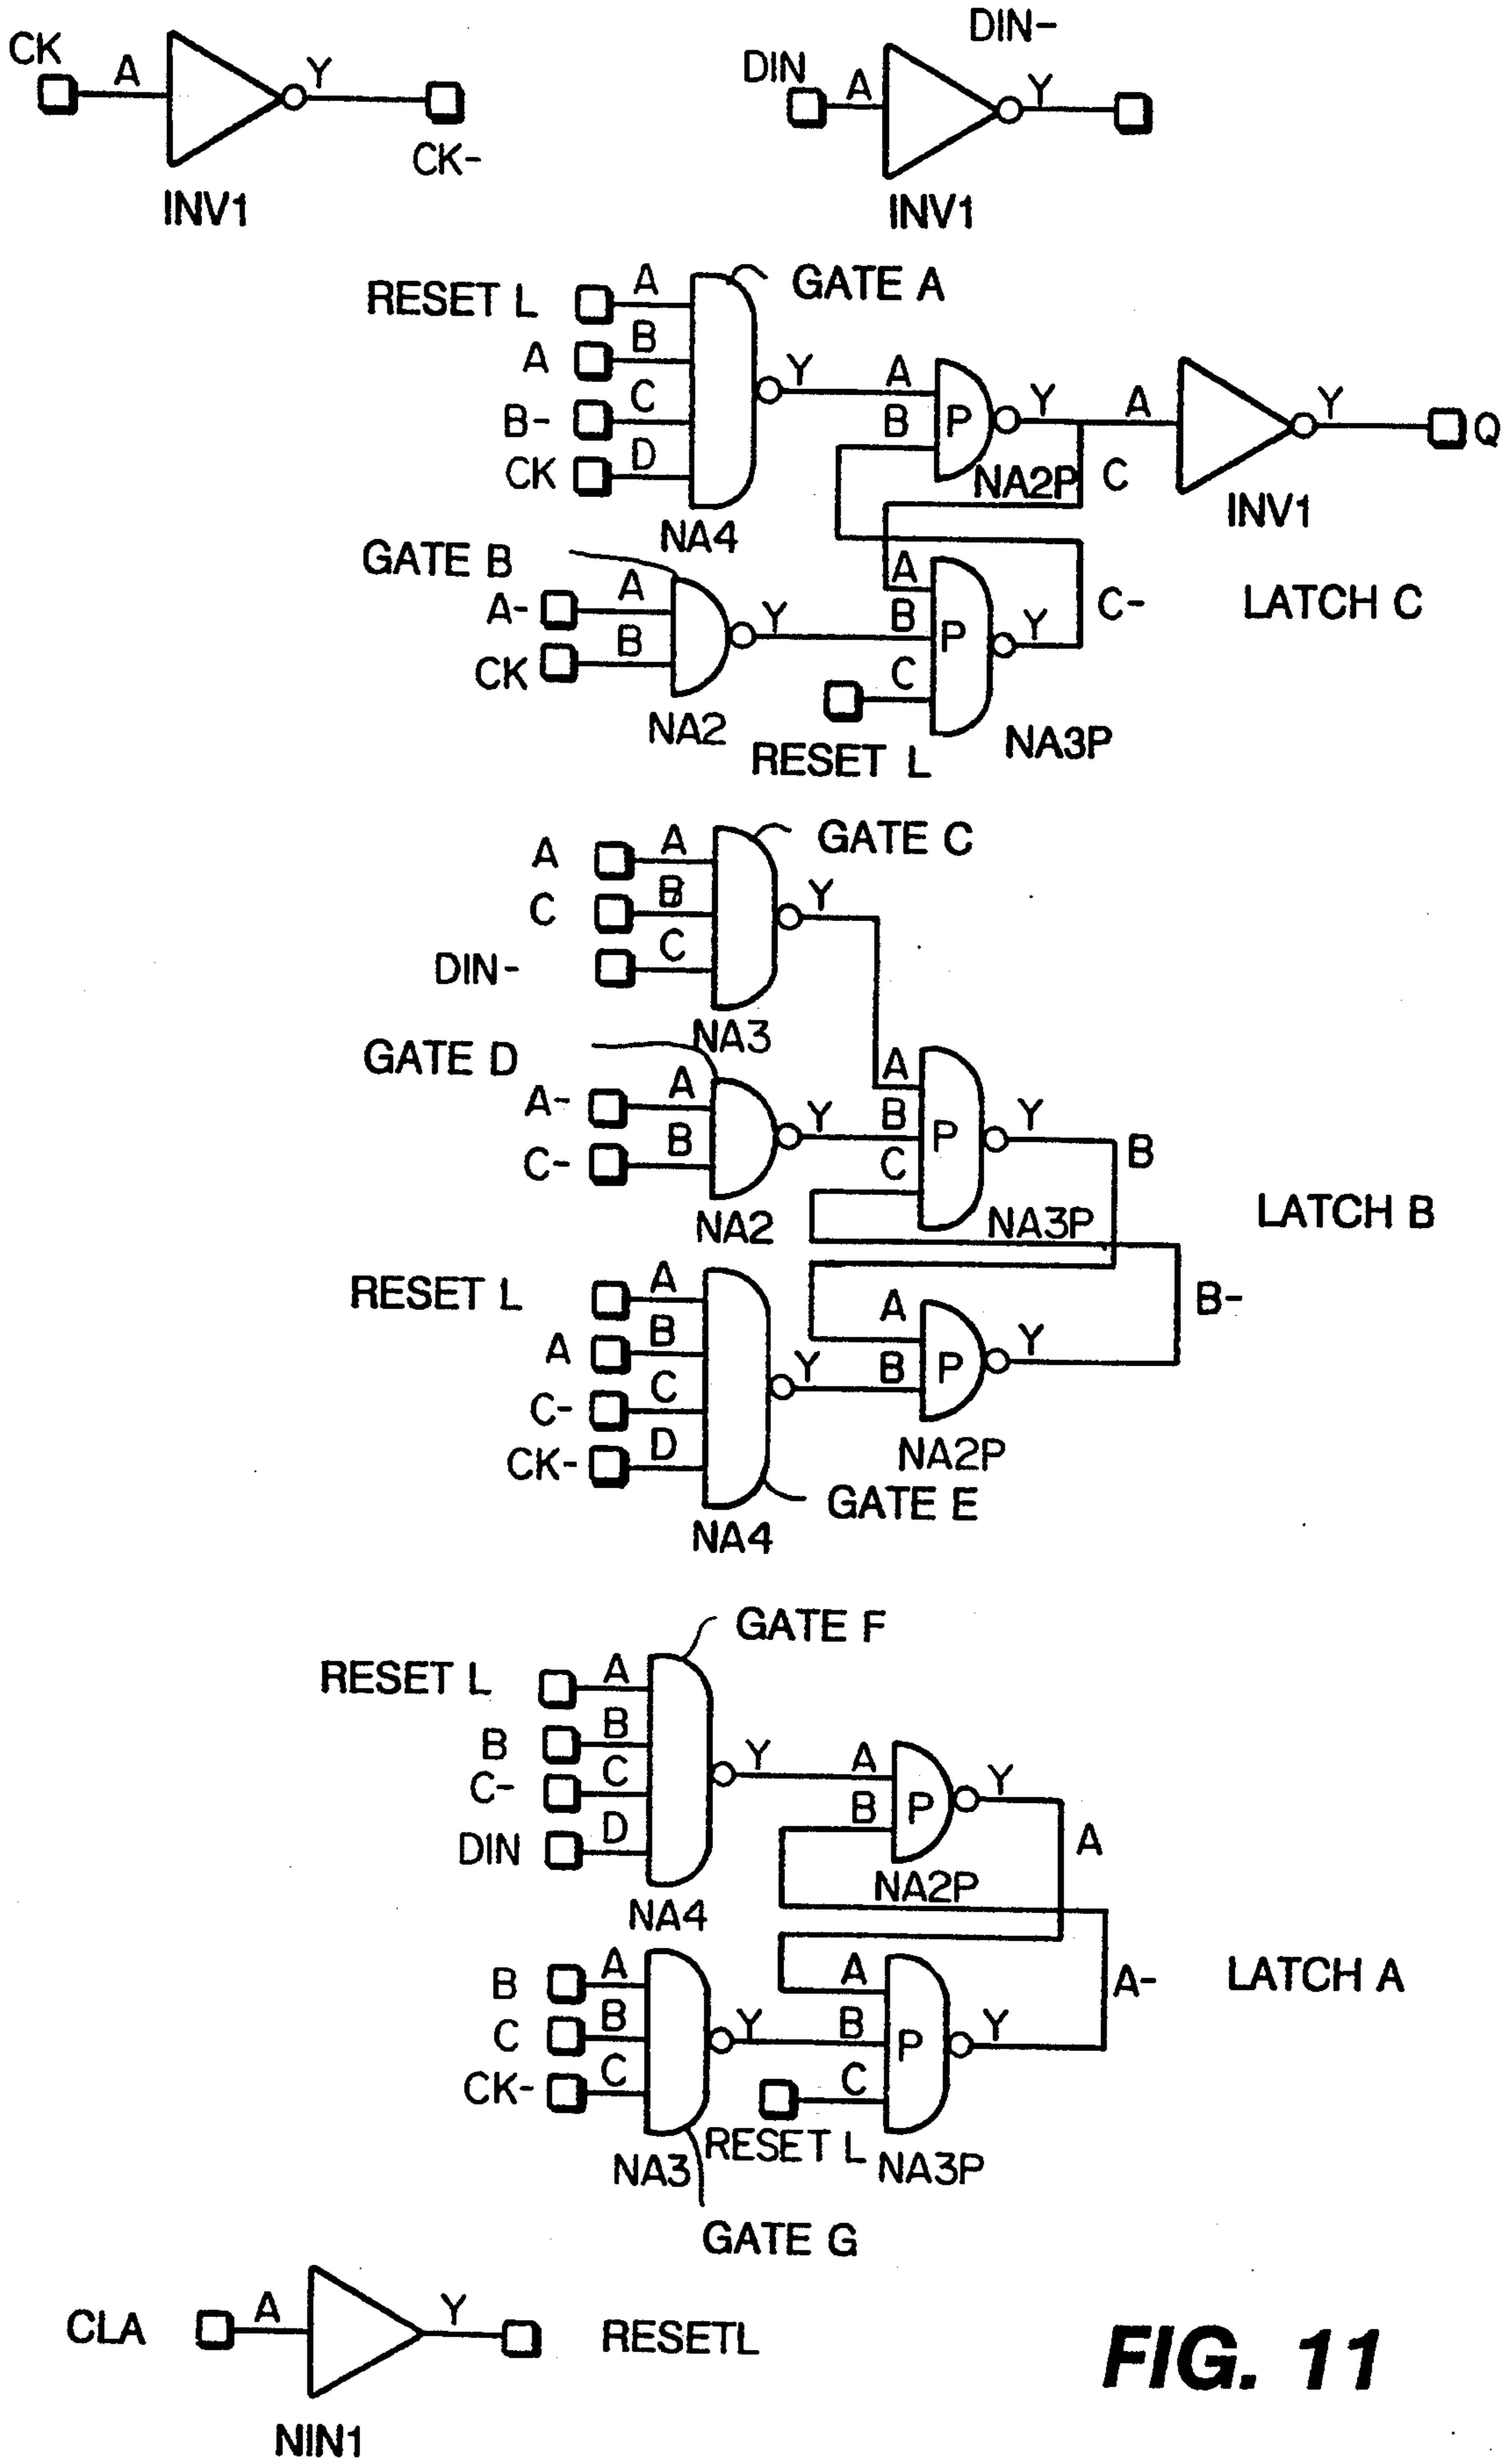 DIN-
CK A Y
DIN A Y
CK-
INV1
INV1
RESET L A GATE A
A B
Y A Y A Y
B- C B P Q
CK D NA2P C
INV1
NA4
GATE B
A- A A C- LATCH C
B Y B P Y
CK C
NA2 NA3P
RESET L
A A GATE C
B Y
C
C
DIN-
NA3
GATE D A
A- A Y B P Y B
B C
C-
NA2 NA3P LATCH B
RESET L A
B-
A B A Y
Y B P
C- C
CK- D NA2P
GATE E
NA4
GATE F
RESET L A
B B Y A Y
C- C B P
DIN D A
NA2P
NA4
B A A A- LATCH A
C B Y B P Y
CK- C C
NA3 RESET L NA3P
GATE G
CLA A Y RESETL
NIN1
FIG. 11